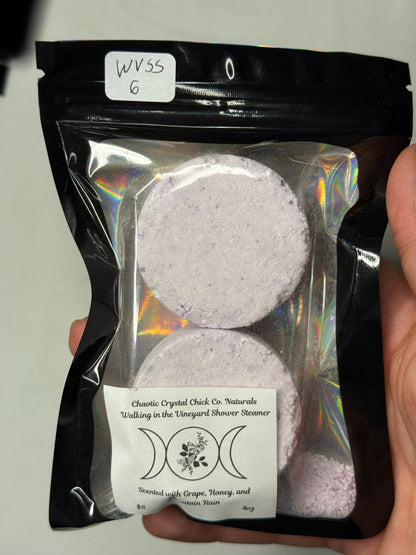 WVSS
6
Chaotic Crystal Chick Co. Naturals
Walking in the Vineyard Shower Steamer
Scented with Grape, Honey, and
Rain
$6 4oz